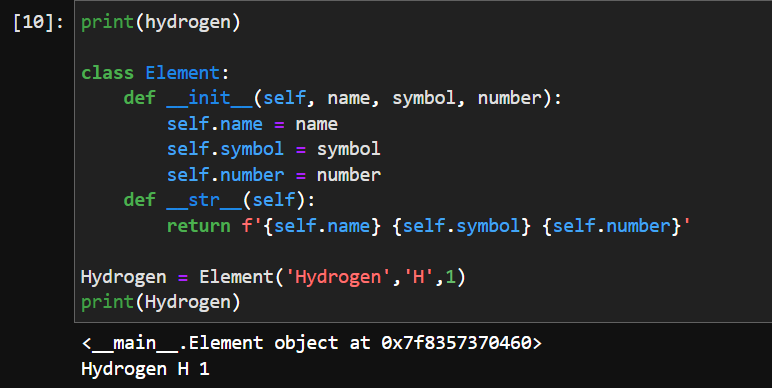 [10]: print(hydrogen)
class Element:
    def __init__(self, name, symbol, number):
        self.name = name
        self.symbol = symbol
        self.number = number
    def __str__(self):
        return f'{self.name} {self.symbol} {self.number}'
Hydrogen = Element('Hydrogen','H',1)
print(Hydrogen)
<__main__.Element object at 0x7f8357370460>
Hydrogen H 1